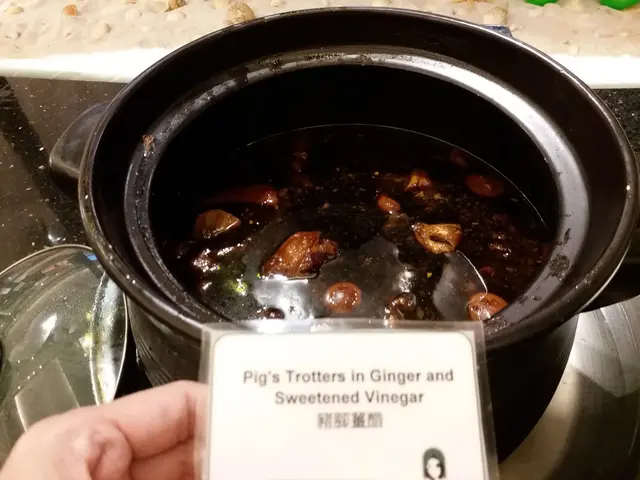 Pig's Trotters in Ginger and
Sweetened Vinegar
豬腳薑醋